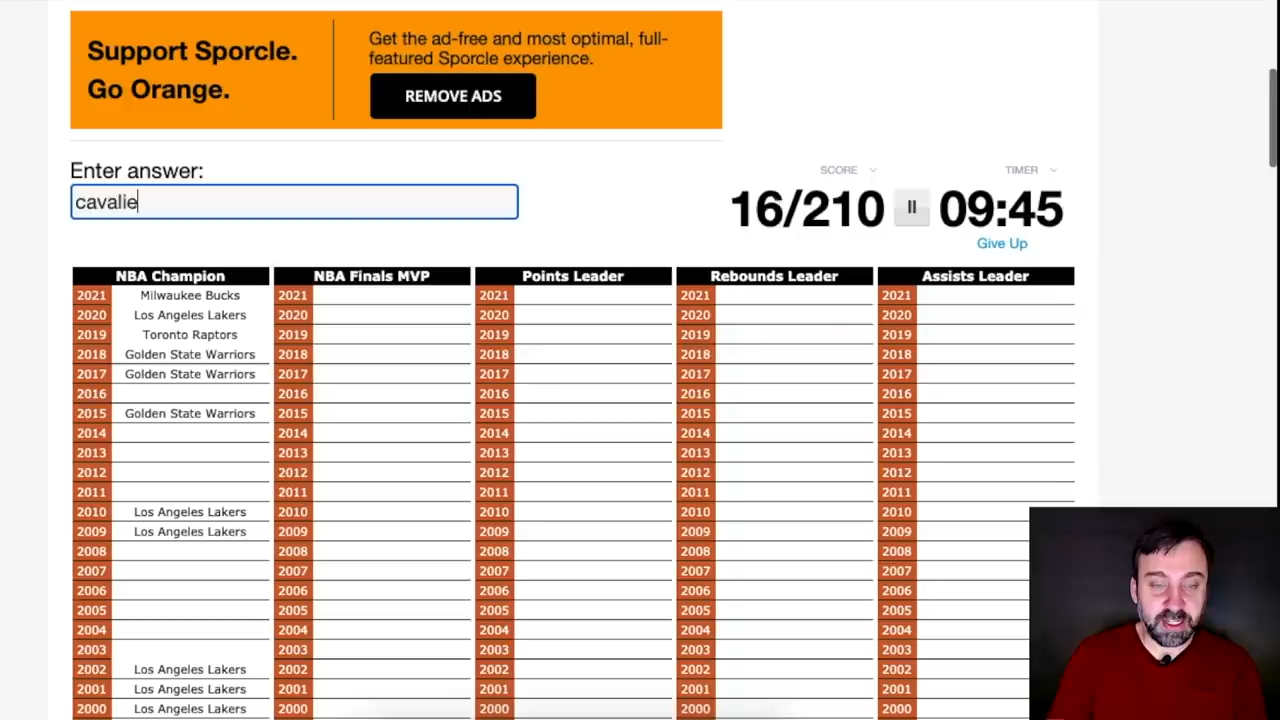 Support Sporcle.
Go Orange.
Get the ad-free and most optimal, full-
featured Sporcle experience.
REMOVE ADS
Enter answer:
cavalie
SCORE
TIMER
16/210
09:45
Give Up
NBA Champion NBA Finals MVP Points Leader Rebounds Leader Assists Leader
2021 Milwaukee Bucks 2021 2021 2021 2021
2020 Los Angeles Lakers 2020 2020 2020 2020
2019 Toronto Raptors 2019 2019 2019 2019
2018 Golden State Warriors 2018 2018 2018 2018
2017 Golden State Warriors 2017 2017 2017 2017
2016 2016 2016 2016 2016
2015 Golden State Warriors 2015 2015 2015 2015
2014 2014 2014 2014 2014
2013 2013 2013 2013 2013
2012 2012 2012 2012 2012
2011 2011 2011 2011 2011
2010 Los Angeles Lakers 2010 2010 2010 2010
2009 Los Angeles Lakers 2009 2009 2009 2009
2008 2008 2008 2008 2008
2007 2007 2007 2007 2007
2006 2006 2006 2006 2006
2005 2005 2005 2005 2005
2004 2004 2004 2004 2004
2003 2003 2003 2003 2003
2002 Los Angeles Lakers 2002 2002 2002 2002
2001 Los Angeles Lakers 2001 2001 2001 2001
2000 Los Angeles Lakers 2000 2000 2000 2000